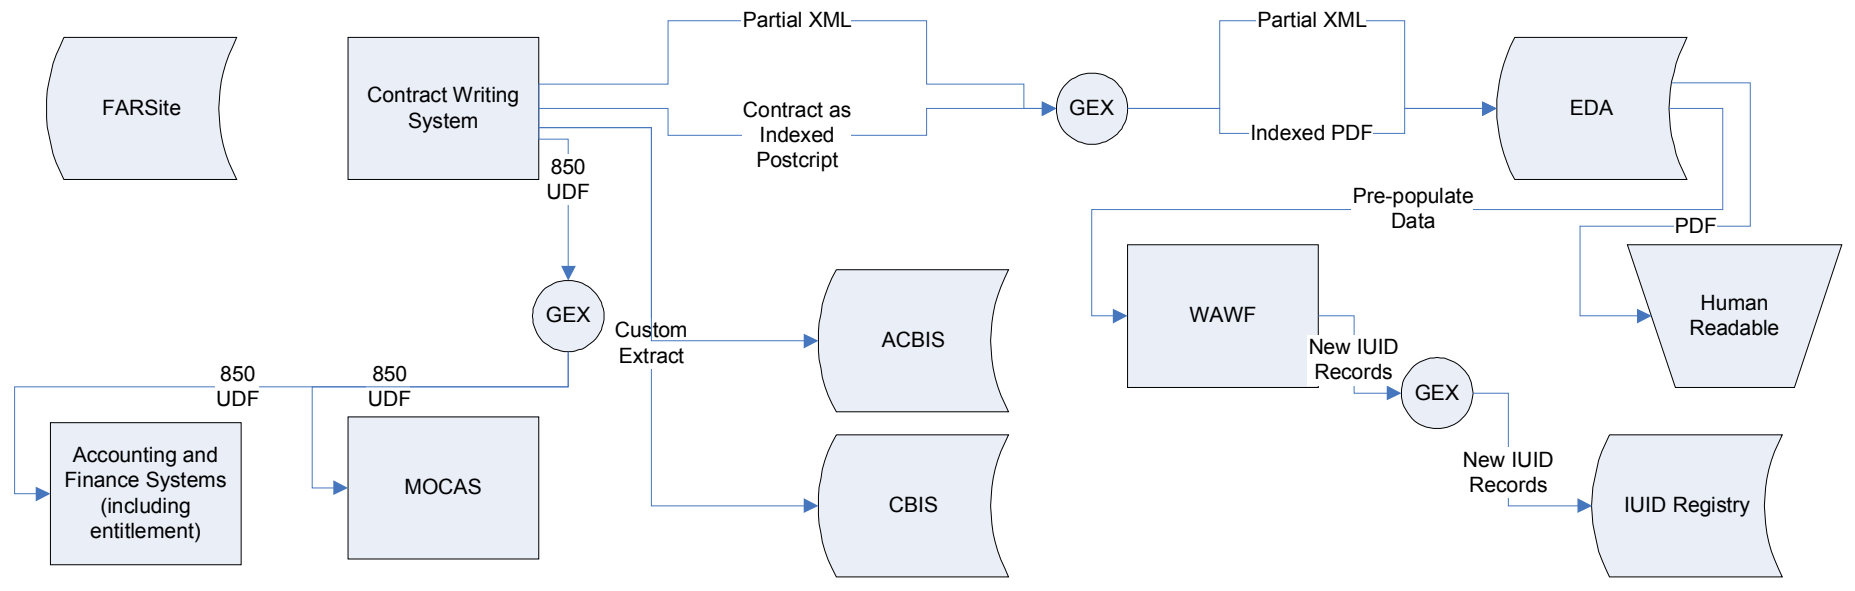 Partial XML
Partial XML
FARSite
Contract Writing
System
Contract as
Indexed
Postcript
GEX
Indexed PDF
EDA
850
UDF
Pre-populate
Data
PDF
GEX
Custom
Extract
ACBIS
WAWF
New IUID
Records
Human
Readable
GEX
850
UDF
850
UDF
Accounting and
Finance Systems
(including
entitlement)
MOCAS
CBIS
New IUID
Records
IUID Registry